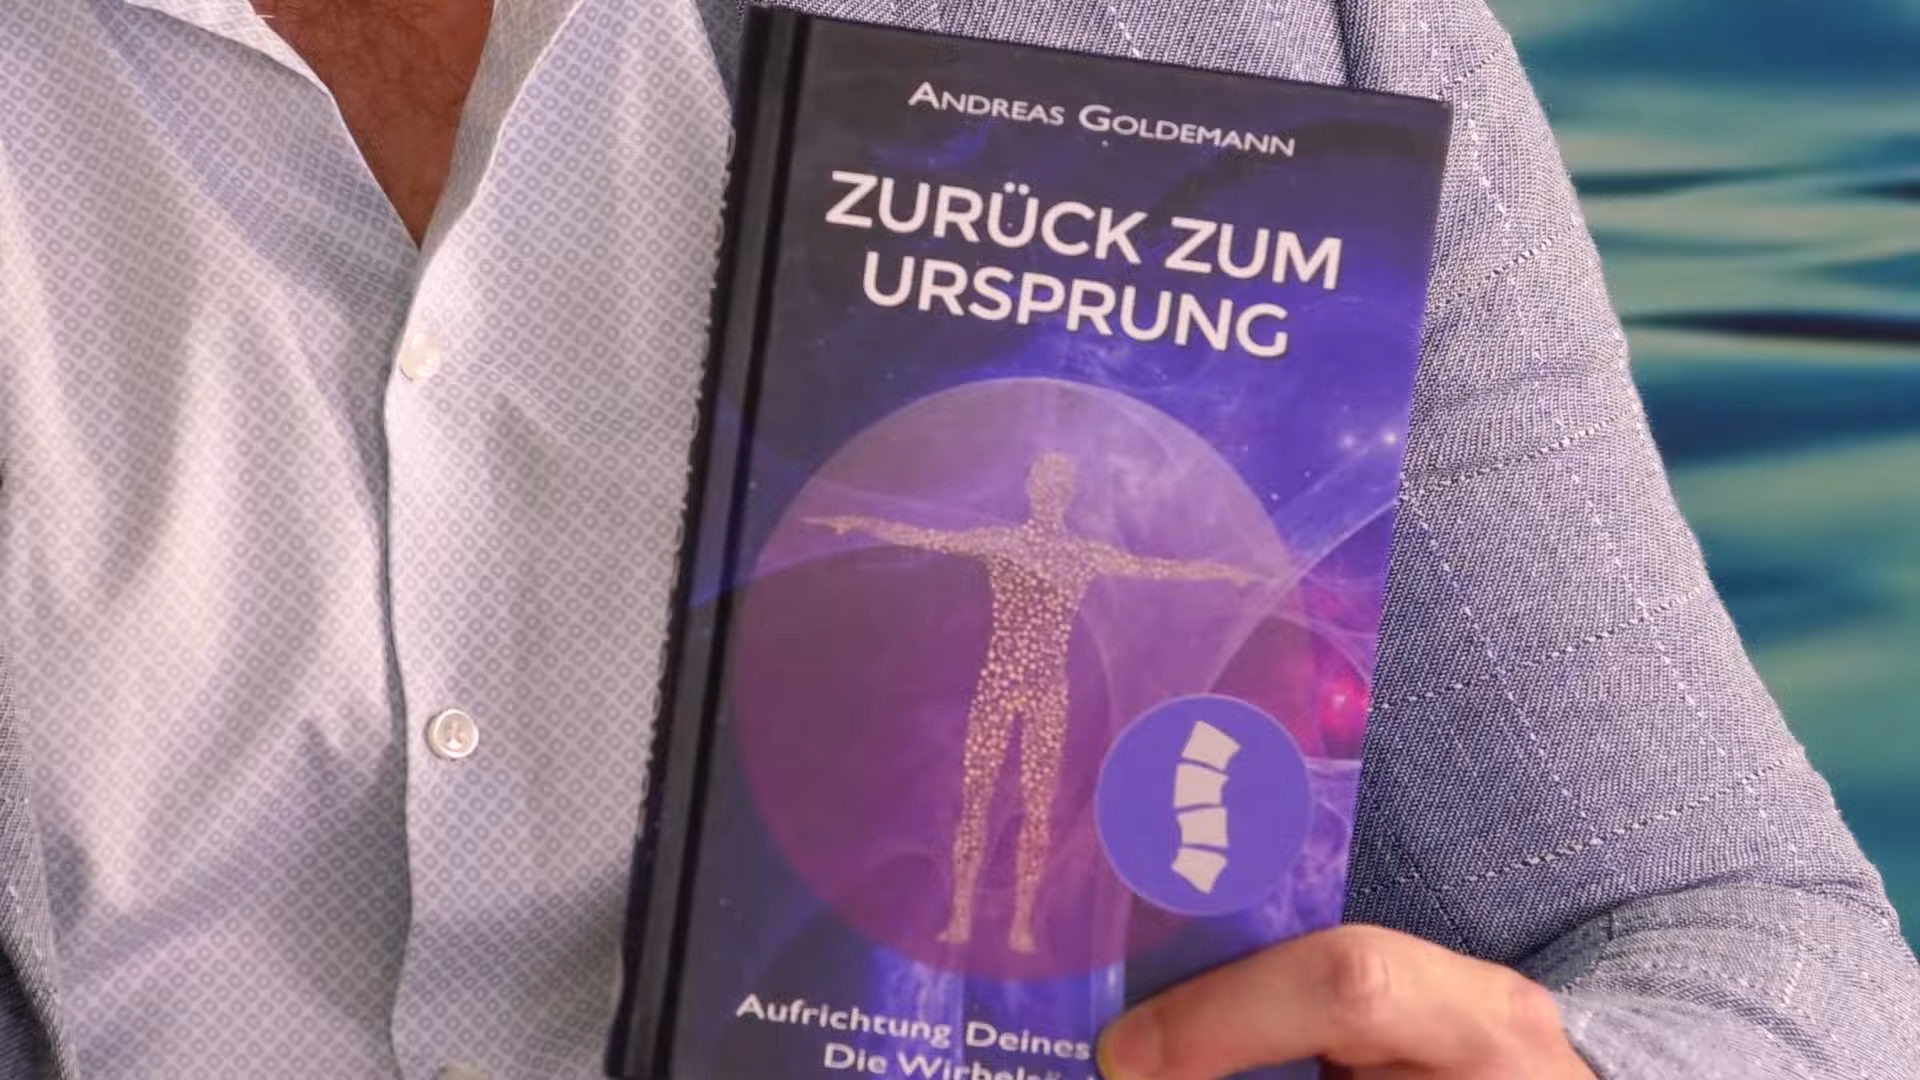 ANDREAS GOLDEMANN
ZURÜCK ZUM
URSPRUNG
Aufrichtung Deines
Die